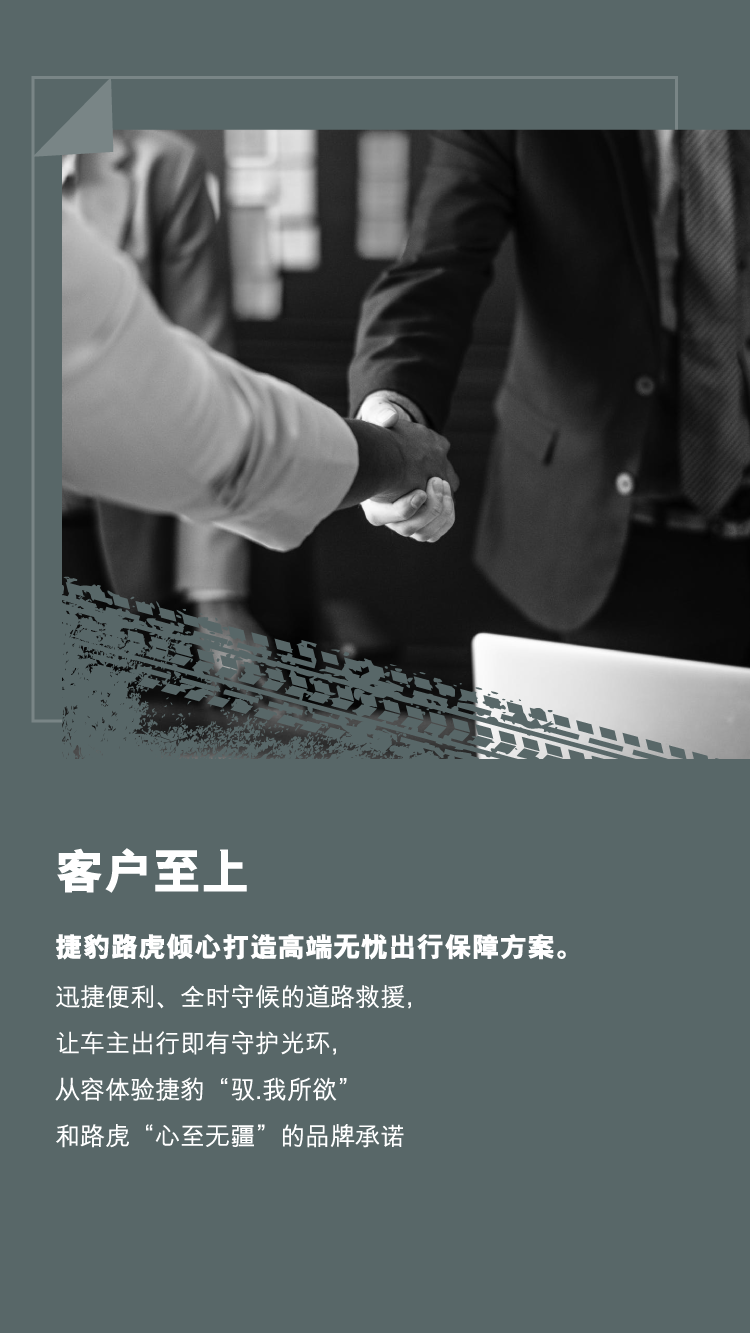 客户至上
捷豹路虎倾心打造高端无忧出行保障方案。
迅捷便利、全时守候的道路救援,
让车主出行即有守护光环,
从容体验捷豹“驭.我所欲”
和路虎“心至无疆”的品牌承诺